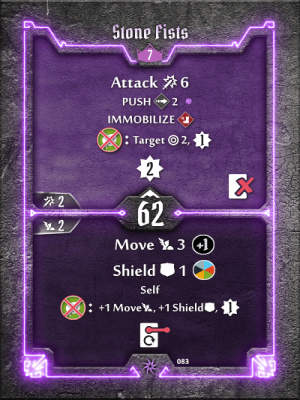 Stone Fists
7
Attack 6
PUSH 2
IMMOBILIZE
: Target 2, 1
2
2
62
2
Move 3 +1
Shield 1
Self
: +1 Move, +1 Shield, 1
083